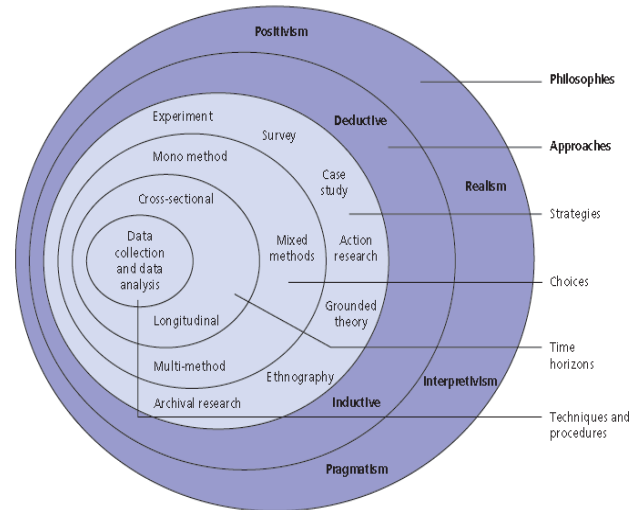 Positivism
Philosophies
Experiment
Deductive
Survey
Approaches
Mono method
Case
study
Realism
Cross-sectional
Strategies
Data
collection
and data
analysis
Mixed
methods
Action
research
Choices
Grounded
theory
Longitudinal
Time
horizons
Multi-method
Ethnography
Interpretivism
Archival research
Inductive
Techniques and
procedures
Pragmatism